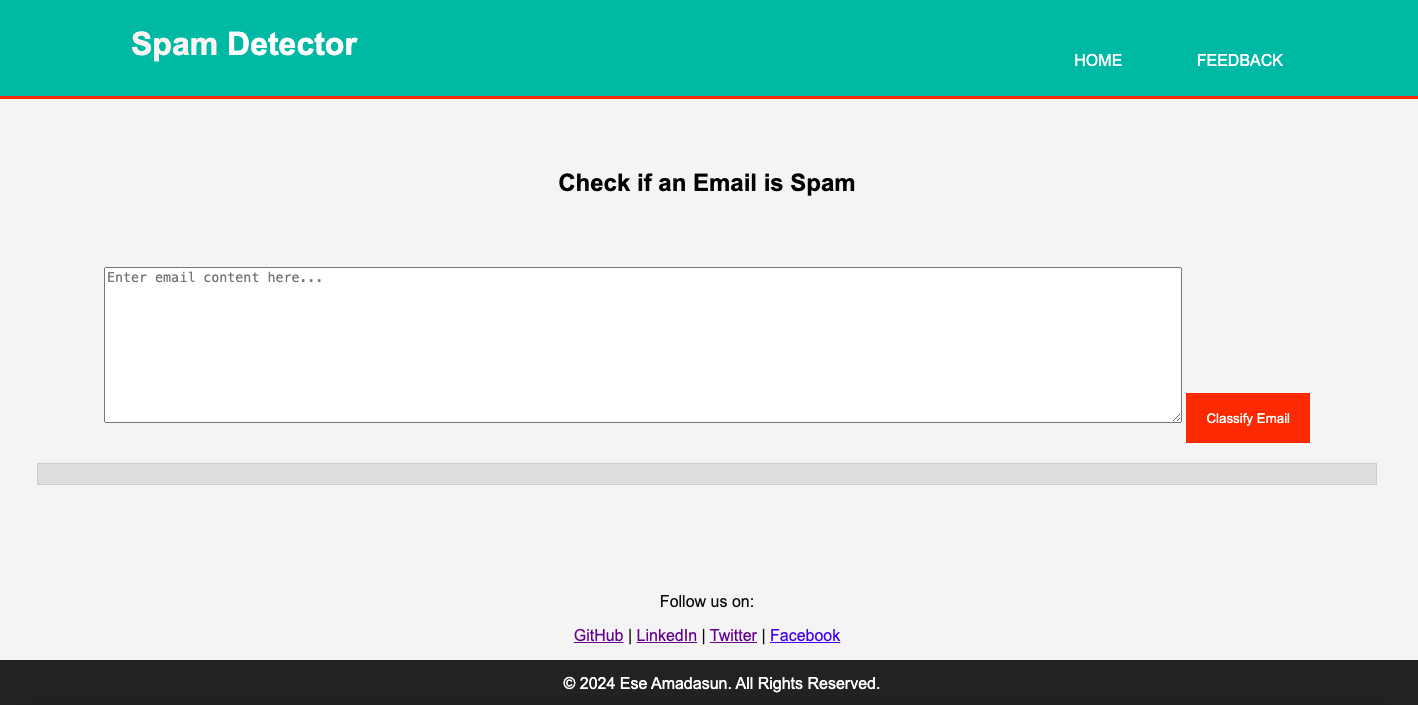 Spam Detector
HOME FEEDBACK
Check if an Email is Spam
Enter email content here...
Classify Email
Follow us on:
GitHub | LinkedIn | Twitter | Facebook
© 2024 Ese Amadasun. All Rights Reserved.